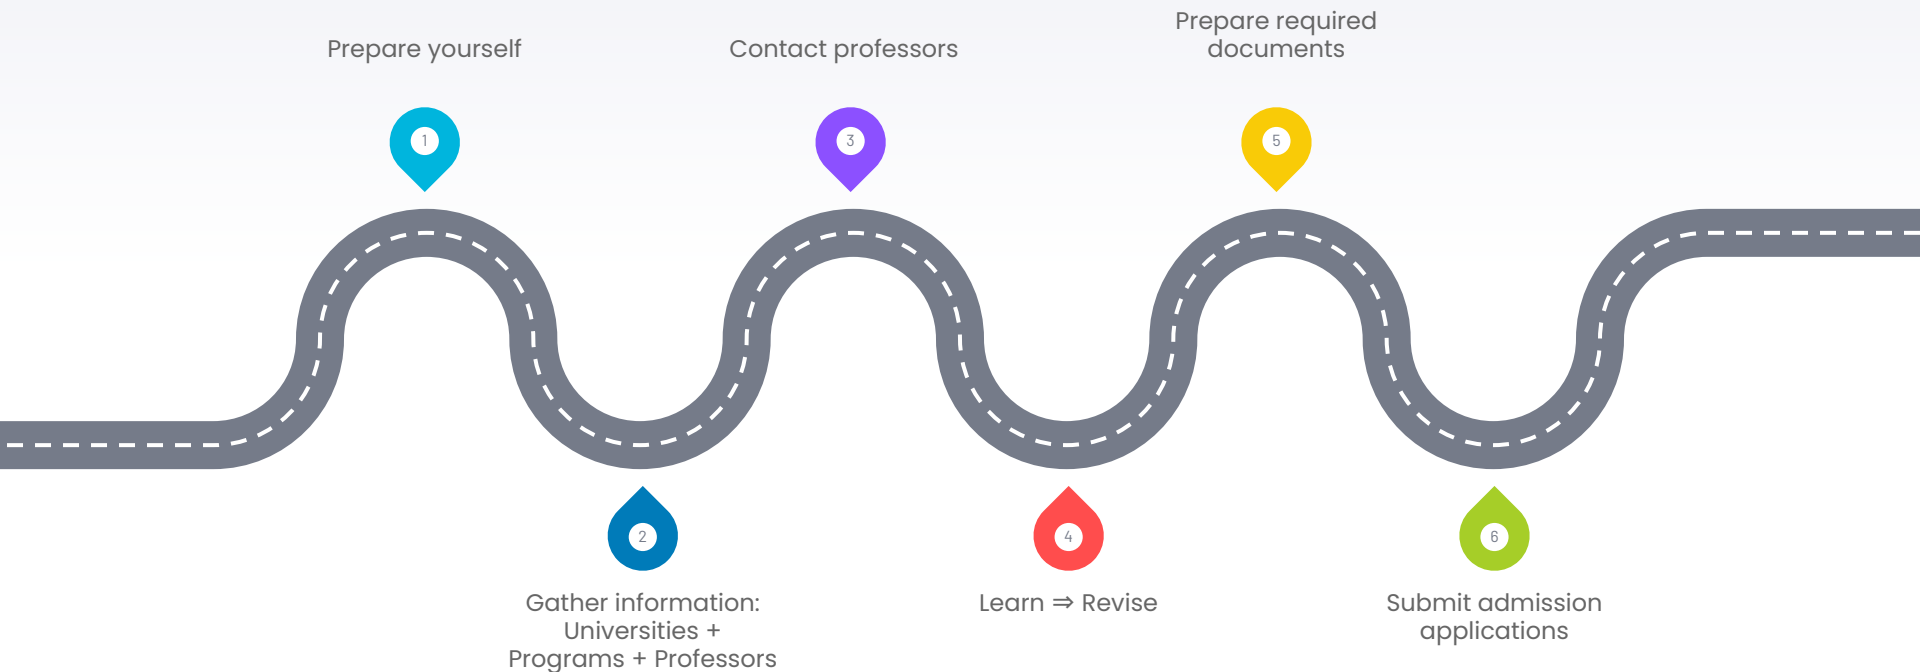 Prepare yourself
1
2
Gather information:
Universities +
Programs + Professors
Contact professors
3
4
Learn ⇒ Revise
Prepare required
documents
5
6
Submit admission
applications